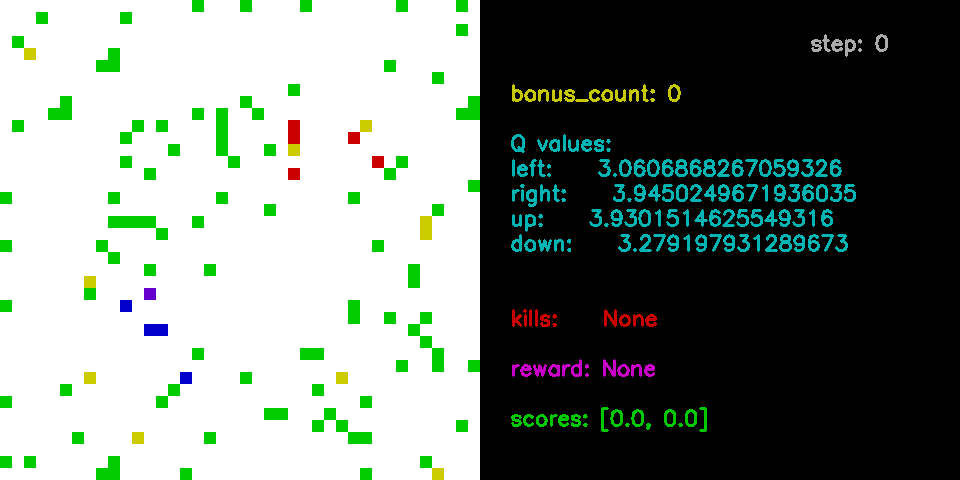 step: 0
bonus_count: 0
Q values:
left: 3.0606868267059326
right: 3.9450249671936035
up: 3.9301514625549316
down: 3.279197931289673
kills: None
reward: None
scores: [0.0, 0.0]